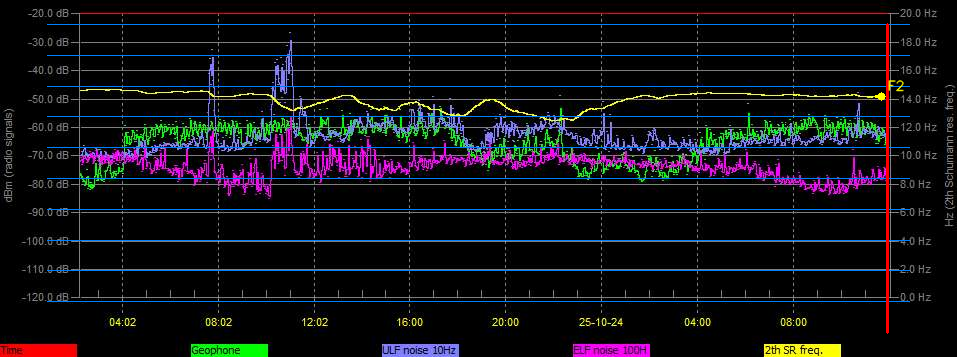 -20.0 dB 20.0 Hz
-30.0 dB 18.0 Hz
-40.0 dB 16.0 Hz
F2
-50.0 dB 14.0 Hz
-60.0 dB 12.0 Hz
-70.0 dB 10.0 Hz
-80.0 dB 8.0 Hz
-90.0 dB 6.0 Hz
-100.0 dB 4.0 Hz
-110.0 dB 2.0 Hz
-120.0 dB 0.0 Hz
dBm (radio signals)
Hz (2th Schumann res. freq.)
04:02 08:02 12:02 16:00 20:00 25-10-24 04:00 08:00
Time Geophone ULF noise 10Hz ELF noise 100H 2th SR freq.